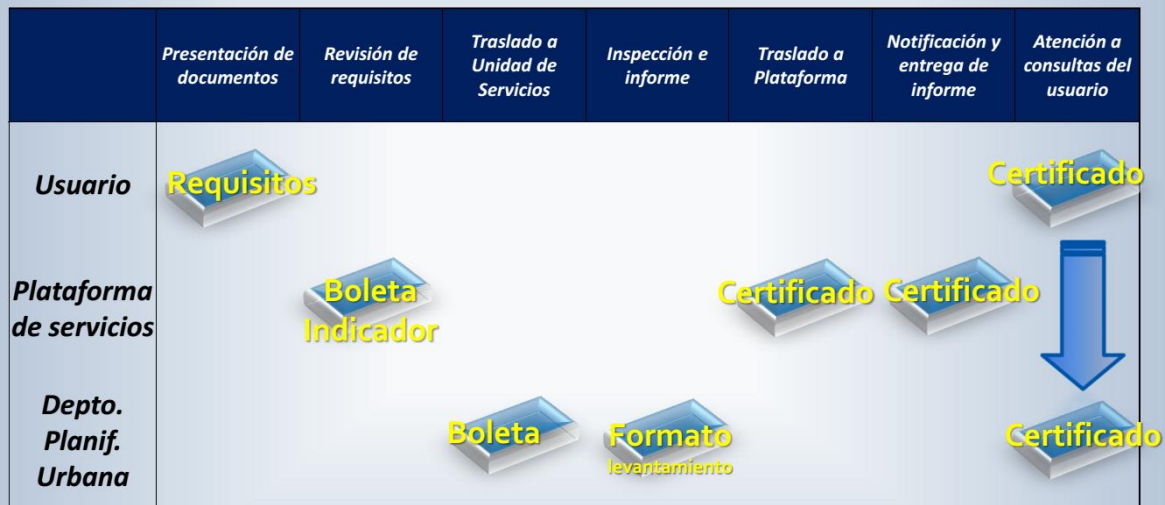 Presentación de
documentos
Revisión de
requisitos
Traslado a
Unidad de
Servicios
Inspección e
informe
Traslado a
Plataforma
Notificación y
entrega de
informe
Atención a
consultas del
usuario
Usuario
Requisitos
Certificado
Plataforma
de servicios
Boleta
Indicador
Certificado
Certificado
Depto.
Planif.
Urbana
Boleta
Formato
levantamiento
Certificado